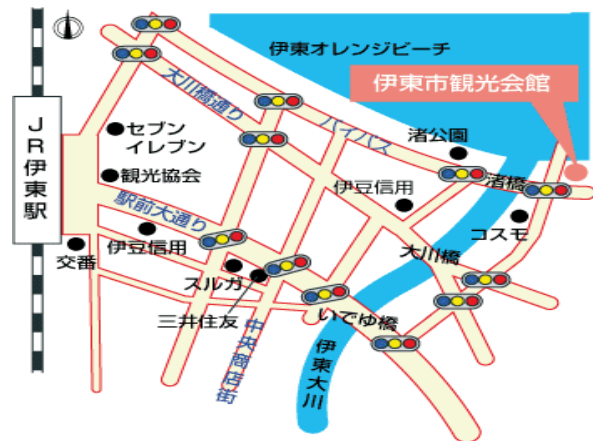 伊東オレンジビーチ
伊東市観光会館
大川橋通り
バイパス
JR伊東駅
セブン
イレブン
渚公園
渚橋
観光協会
伊豆信用
駅前大通り
コスモ
大川橋
伊豆信用
交番
スルガ
三井住友
いでゆ橋
中央商店街
伊東大川